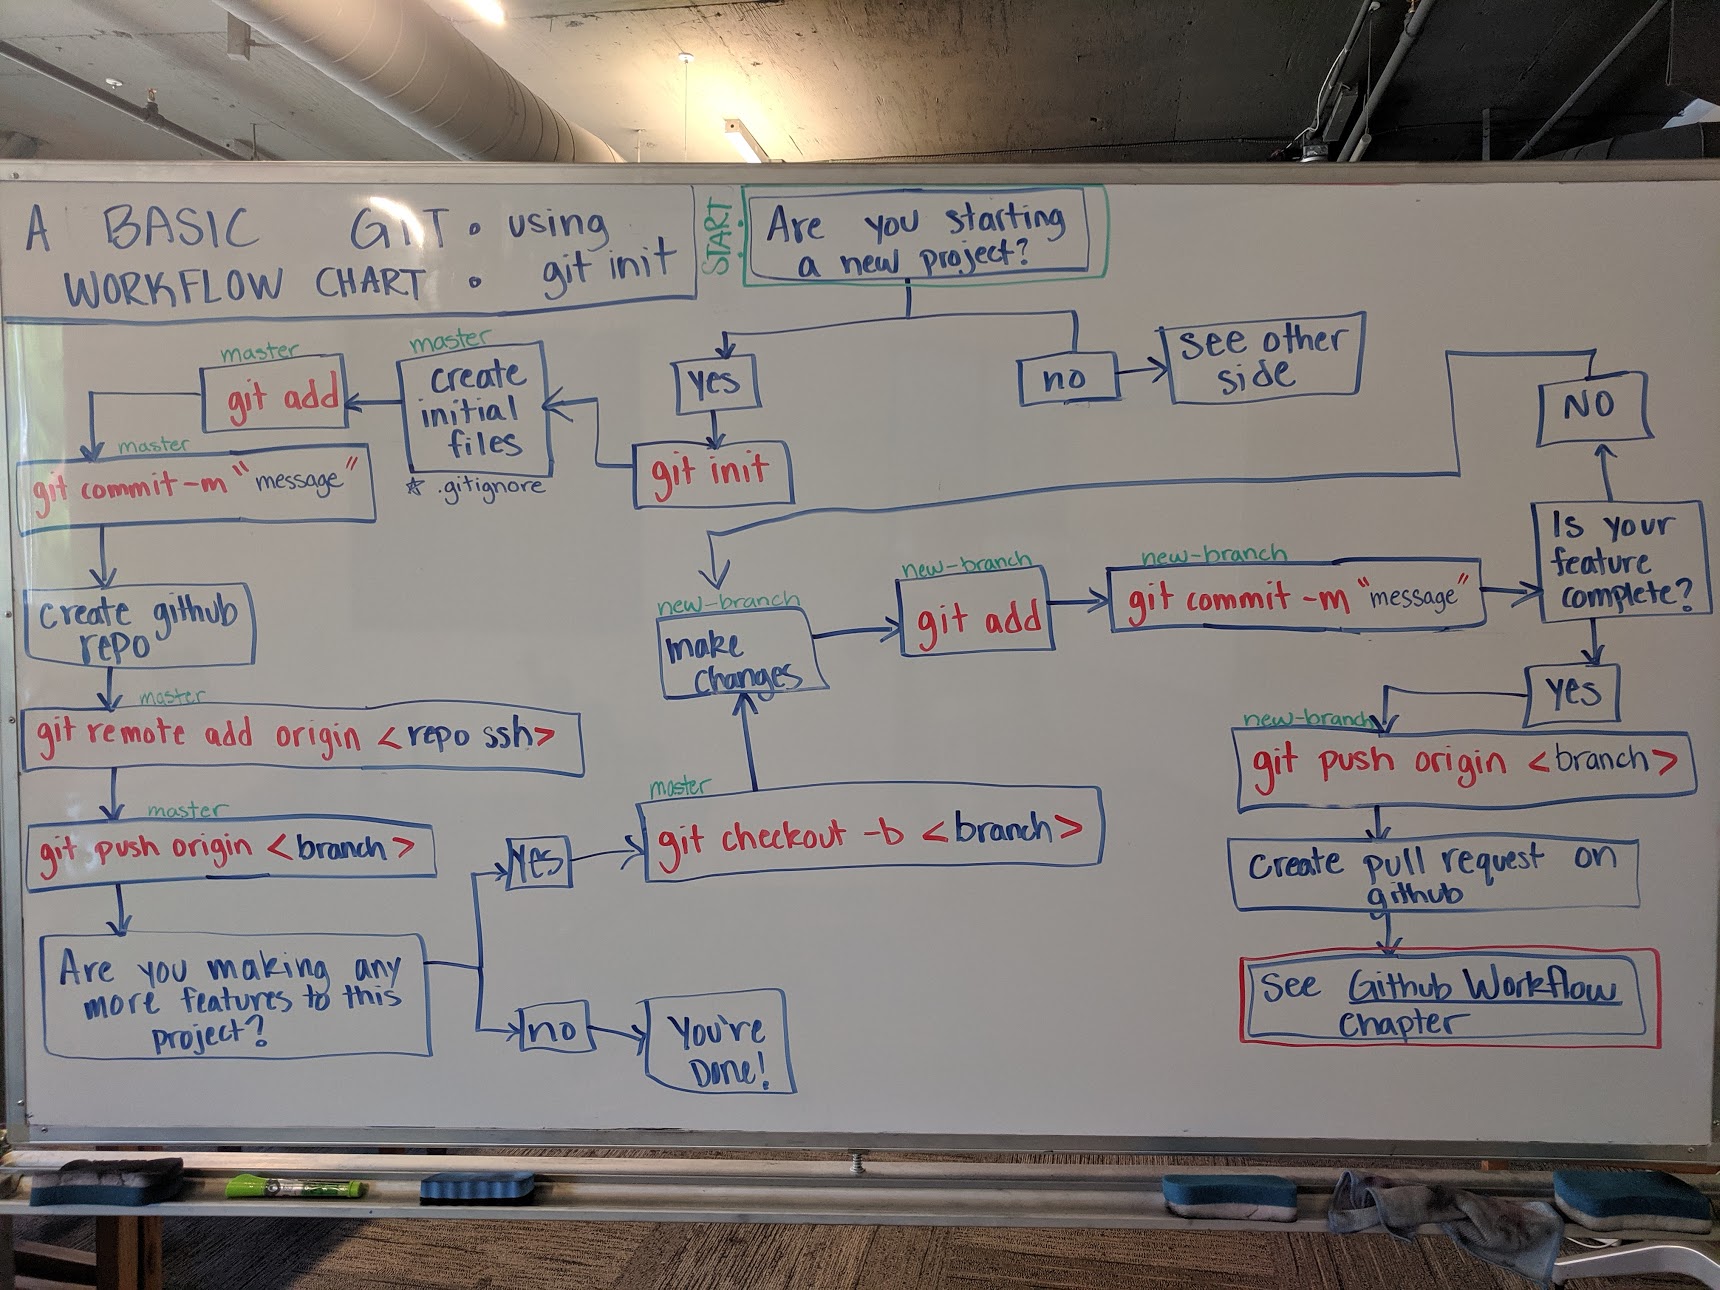 A BASIC GIT • using
WORKFLOW CHART • git init
START:
Are you starting
a new project?
yes
no
see other
side
git init
master
create
initial
files
* .gitignore
master
git add
master
git commit -m "message"
create github
repo
master
git remote add origin <repo ssh>
master
git push origin <branch>
Are you making any
more features to this
project?
yes
no
You're
Done!
master
git checkout -b <branch>
new-branch
make
changes
new-branch
git add
new-branch
git commit -m "message"
Is your
feature
complete?
NO
yes
new-branch
git push origin <branch>
create pull request on
github
see Github Workflow
chapter